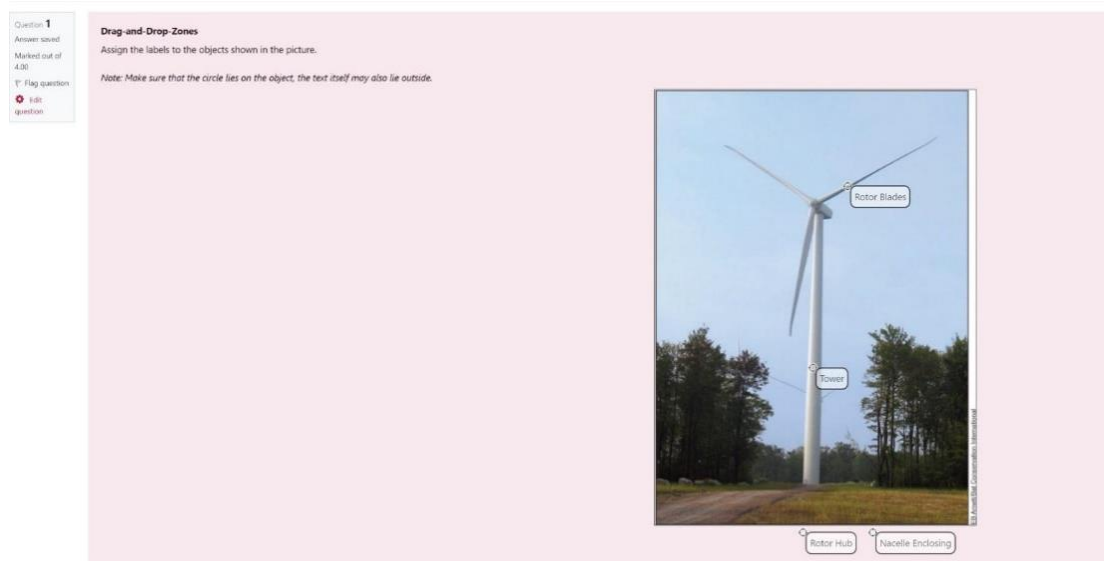 Question 1
Answer saved
Marked out of
4.00
Flag question
Edit
question
Drag-and-Drop-Zones
Assign the labels to the objects shown in the picture.
Note: Make sure that the circle lies on the object, the text itself may also lie outside.
Rotor Blades
Tower
Conservation International
Rotor Hub
Nacelle Enclosing